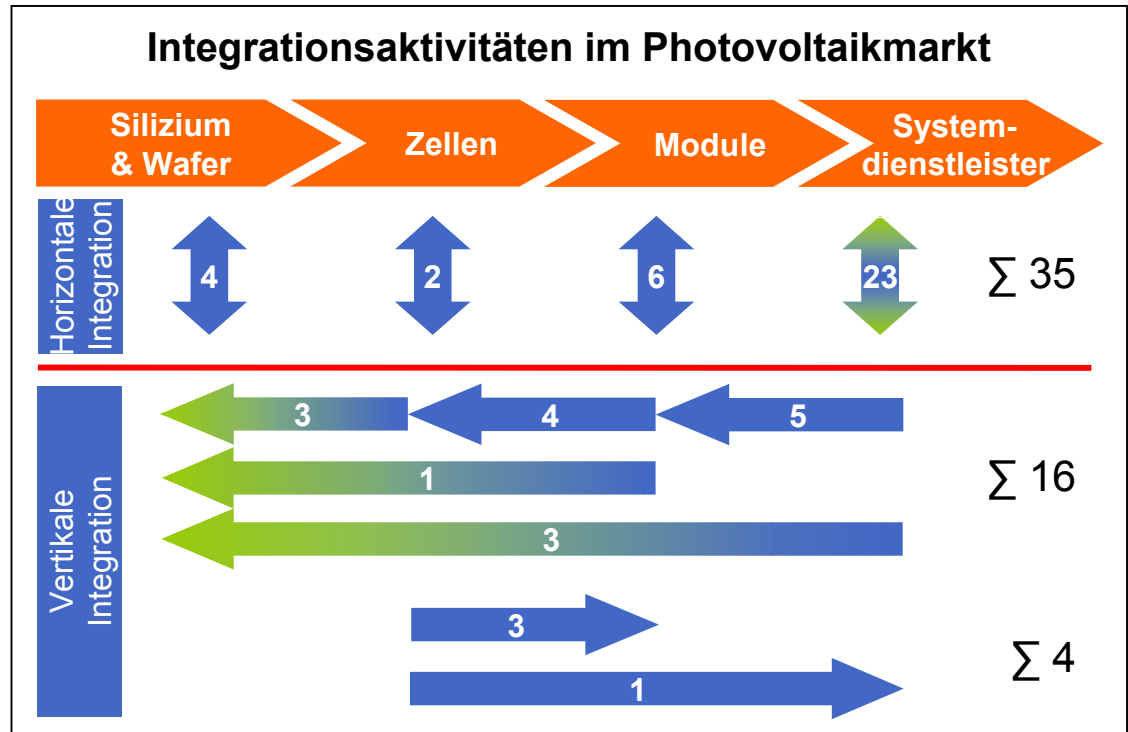 Integrationsaktivitäten im Photovoltaikmarkt
Silizium
& Wafer
Zellen
Module
System-
dienstleister
Horizontale
Integration
4
2
6
23
∑ 35
Vertikale
Integration
3
4
5
1
∑ 16
3
3
∑ 4
1